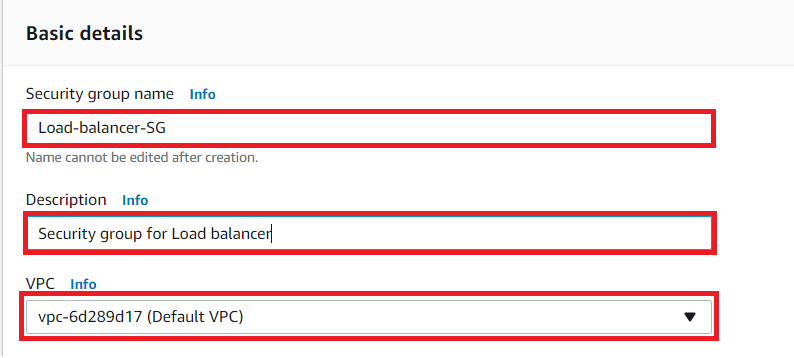 Basic details
Security group name Info
Load-balancer-SG
Name cannot be edited after creation.
Description Info
Security group for Load balancer
VPC Info
vpc-6d289d17 (Default VPC)